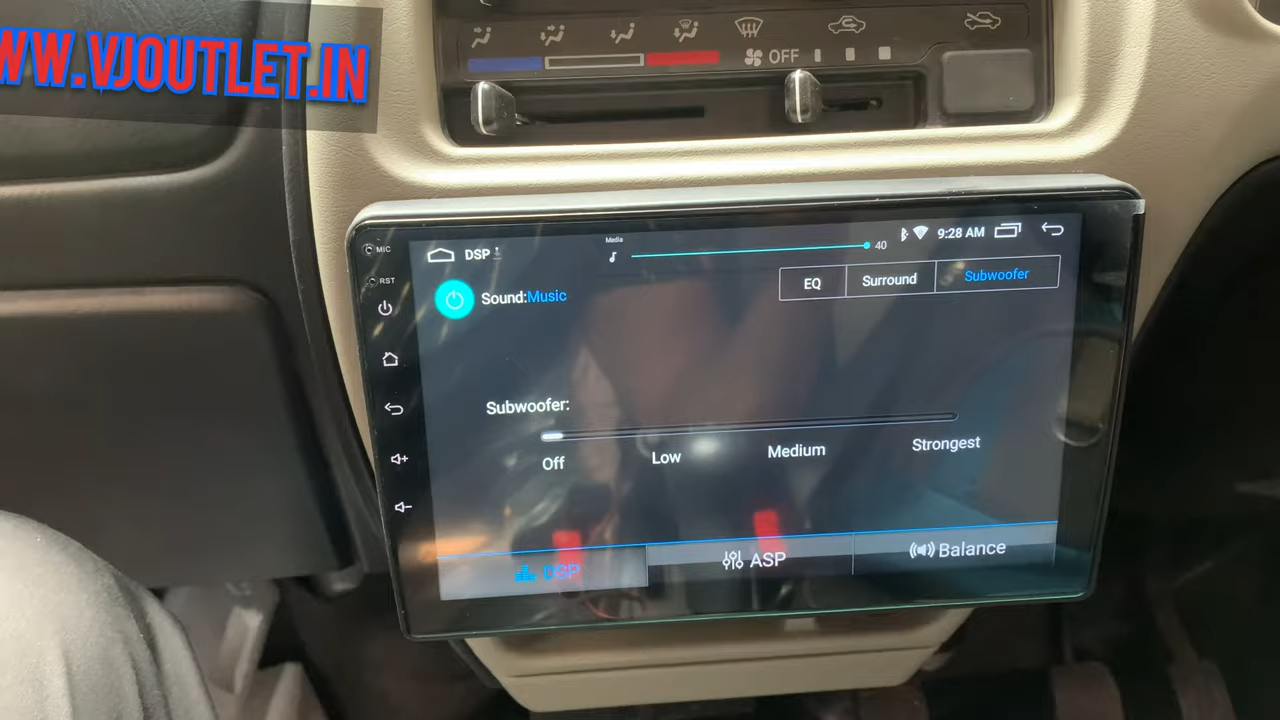 WW.VJOUTLET.IN
OFF
MIC
RST
DSP
Media
40
9:28 AM
Sound:Music
EQ
Surround
Subwoofer
Subwoofer:
Off
Low
Medium
Strongest
DSP
ASP
Balance